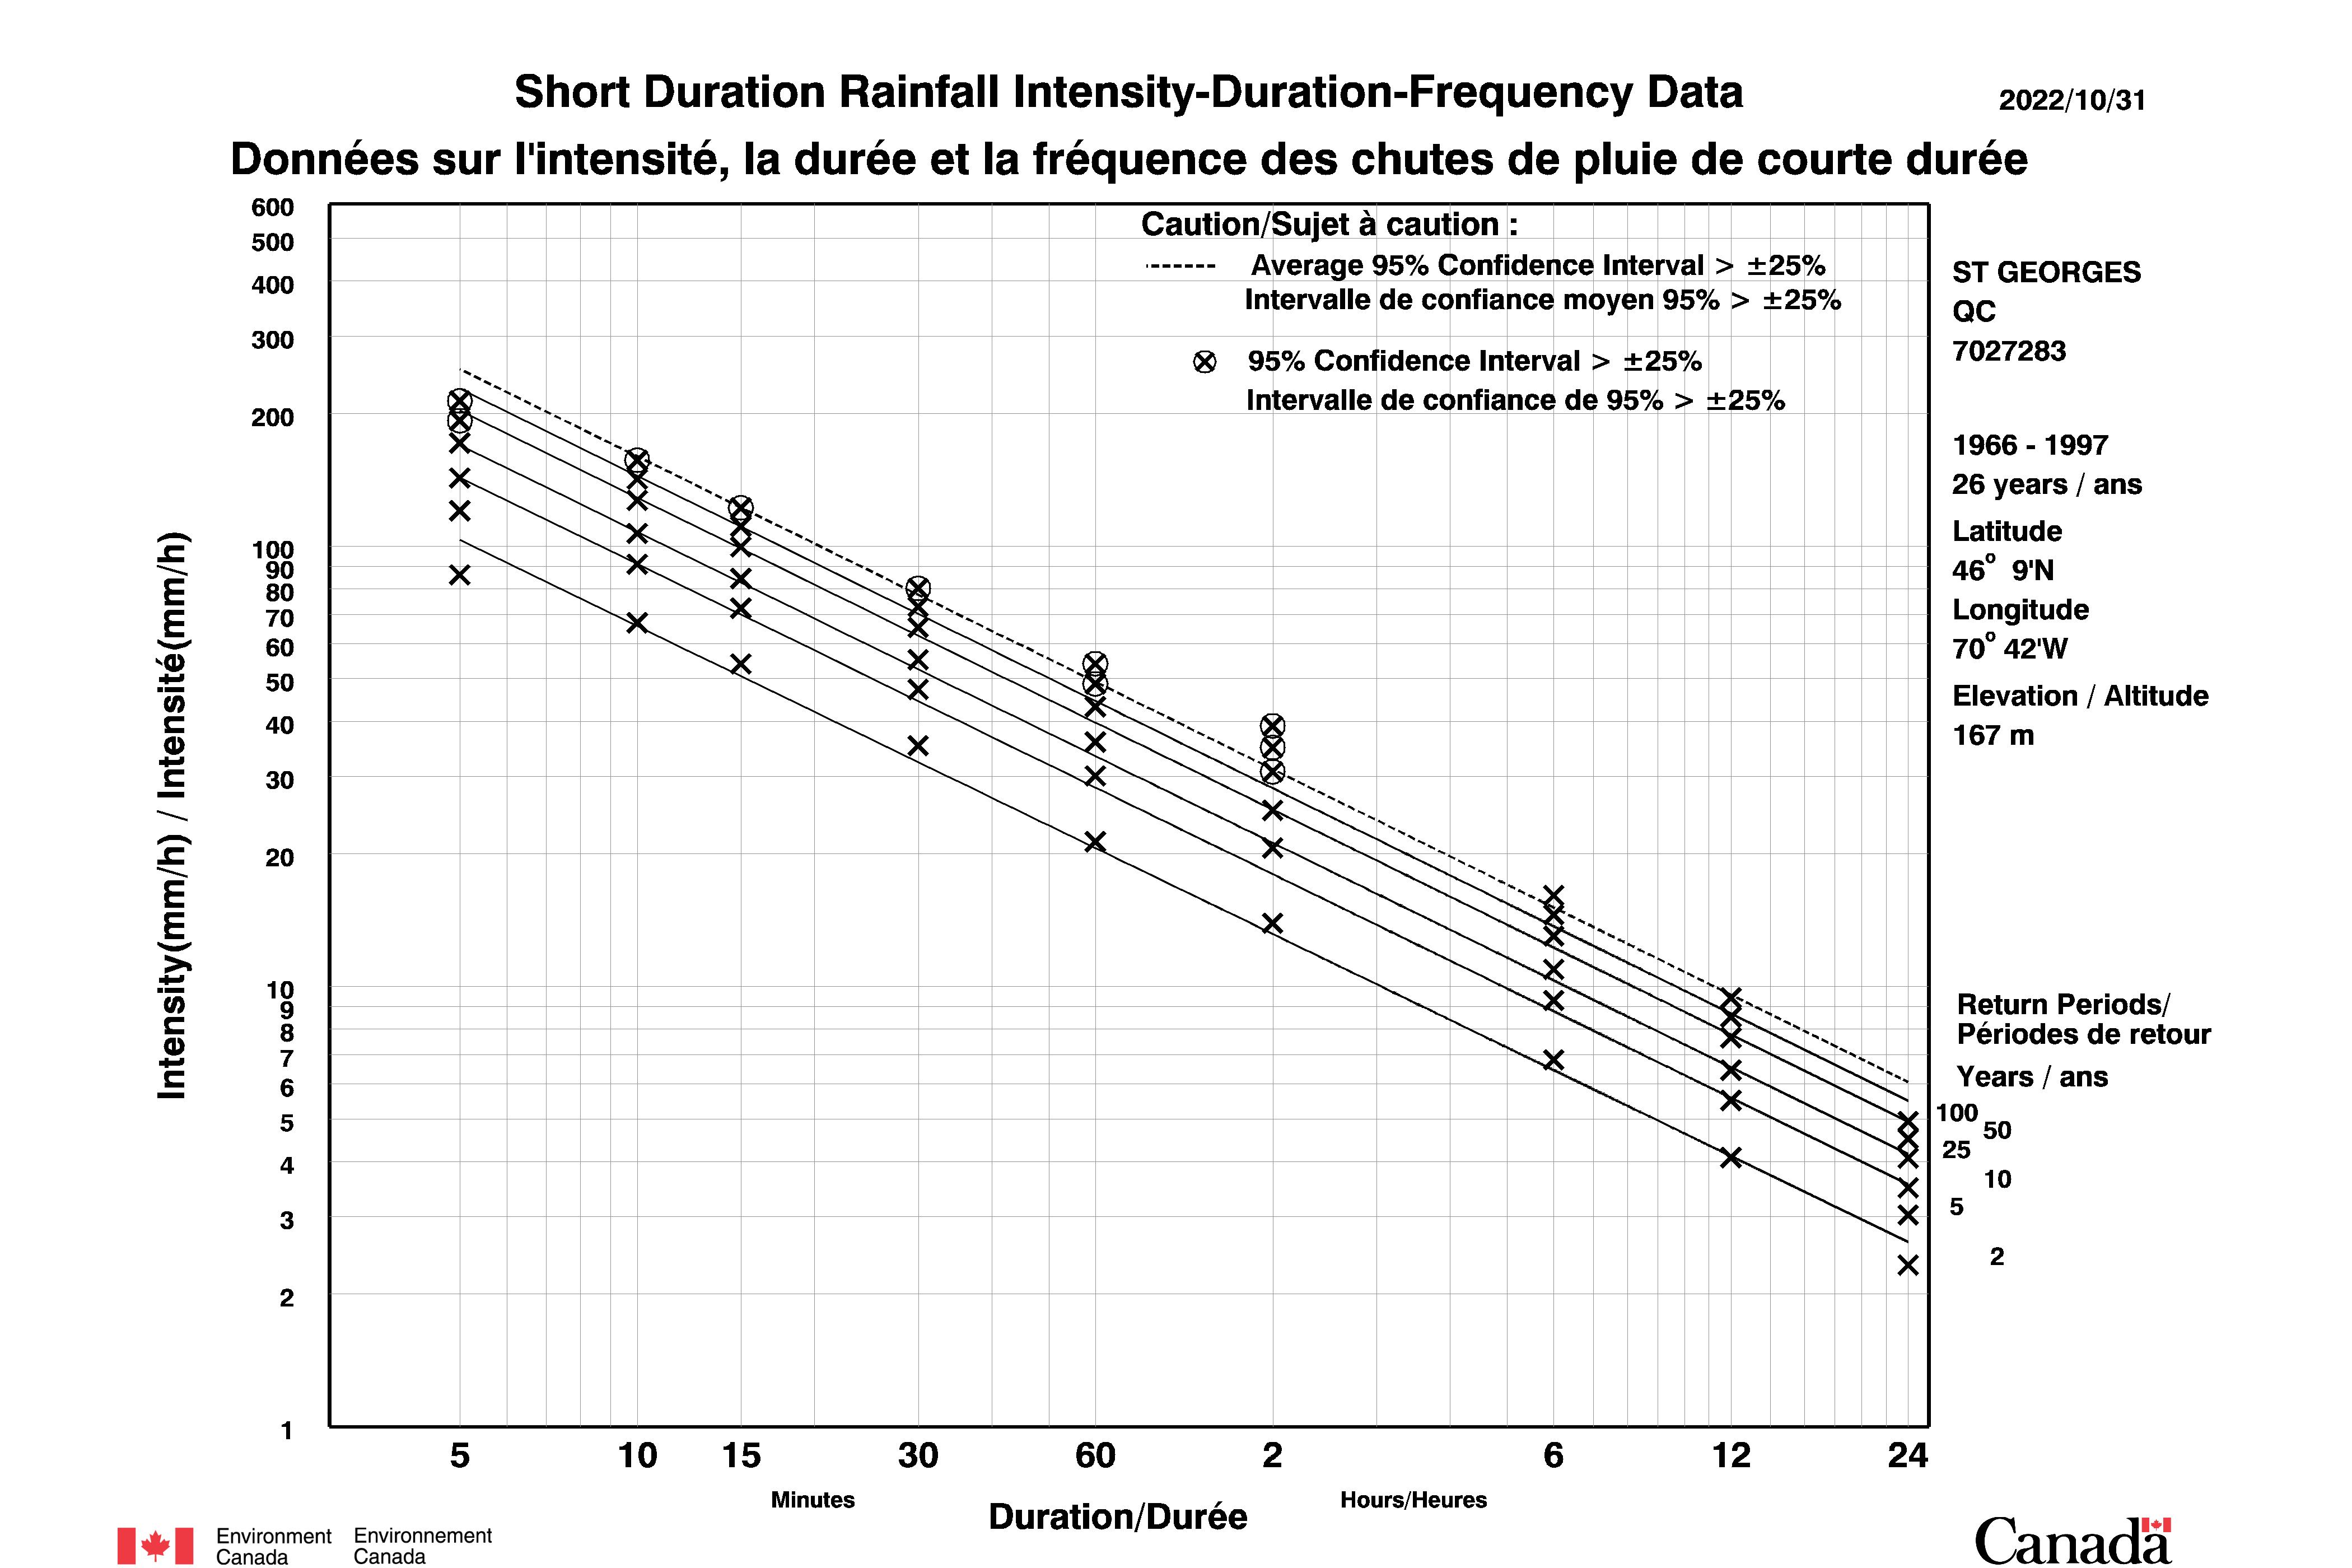 Short Duration Rainfall Intensity-Duration-Frequency Data
2022/10/31
Données sur l'intensité, la durée et la fréquence des chutes de pluie de courte durée
Caution/Sujet à caution :
Average 95% Confidence Interval > ±25%
Intervalle de confiance moyen 95% > ±25%
95% Confidence Interval > ±25%
Intervalle de confiance de 95% > ±25%
ST GEORGES
QC
7027283
1966 - 1997
26 years / ans
Latitude
46° 9'N
Longitude
70° 42'W
Elevation / Altitude
167 m
Return Periods/
Périodes de retour
Years / ans
100
50
25
10
5
2
Intensity(mm/h) / Intensité(mm/h)
600
500
400
300
200
100
90
80
70
60
50
40
30
20
10
9
8
7
6
5
4
3
2
1
5 10 15 30 60 2 6 12 24
Minutes
Hours/Heures
Duration/Durée
Environment Environnement
Canada Canada
Canada